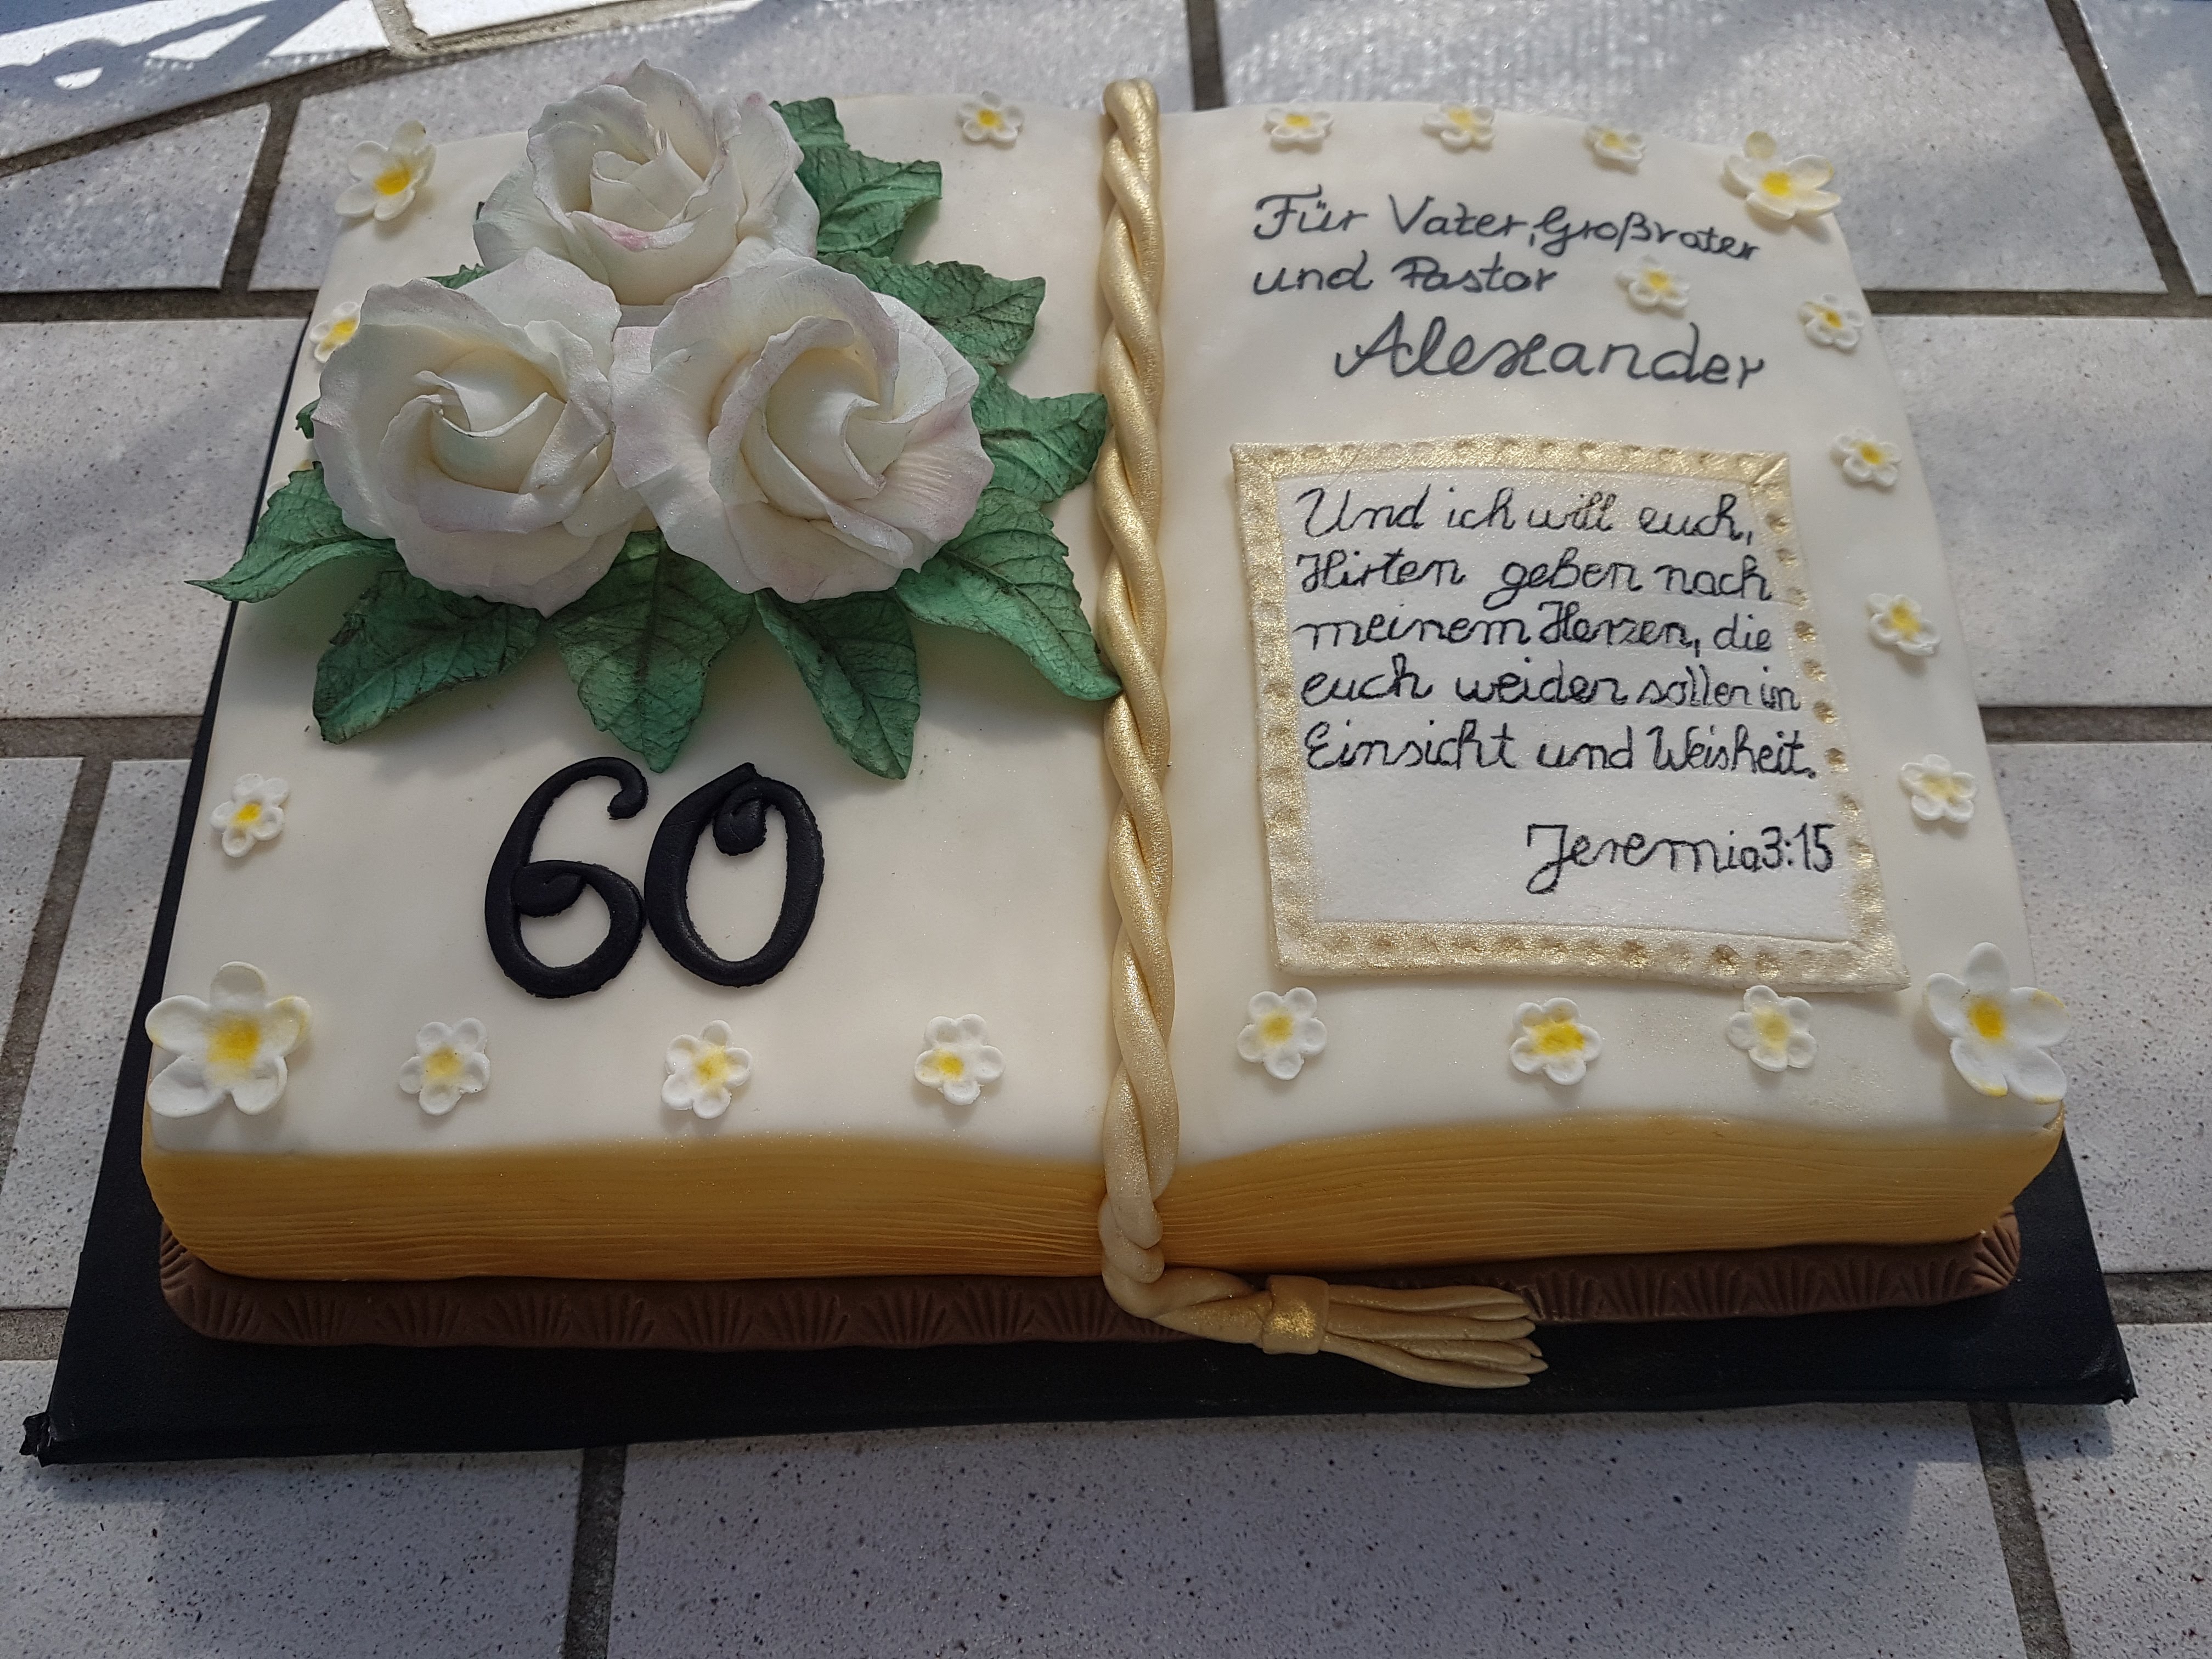 60
Für Vater, Großvater
und Pastor
Alexander
Und ich will euch,
Hirten geben nach
meinem Herzen, die
euch weiden sollen in
Einsicht und Weisheit.
Jeremia 3:15